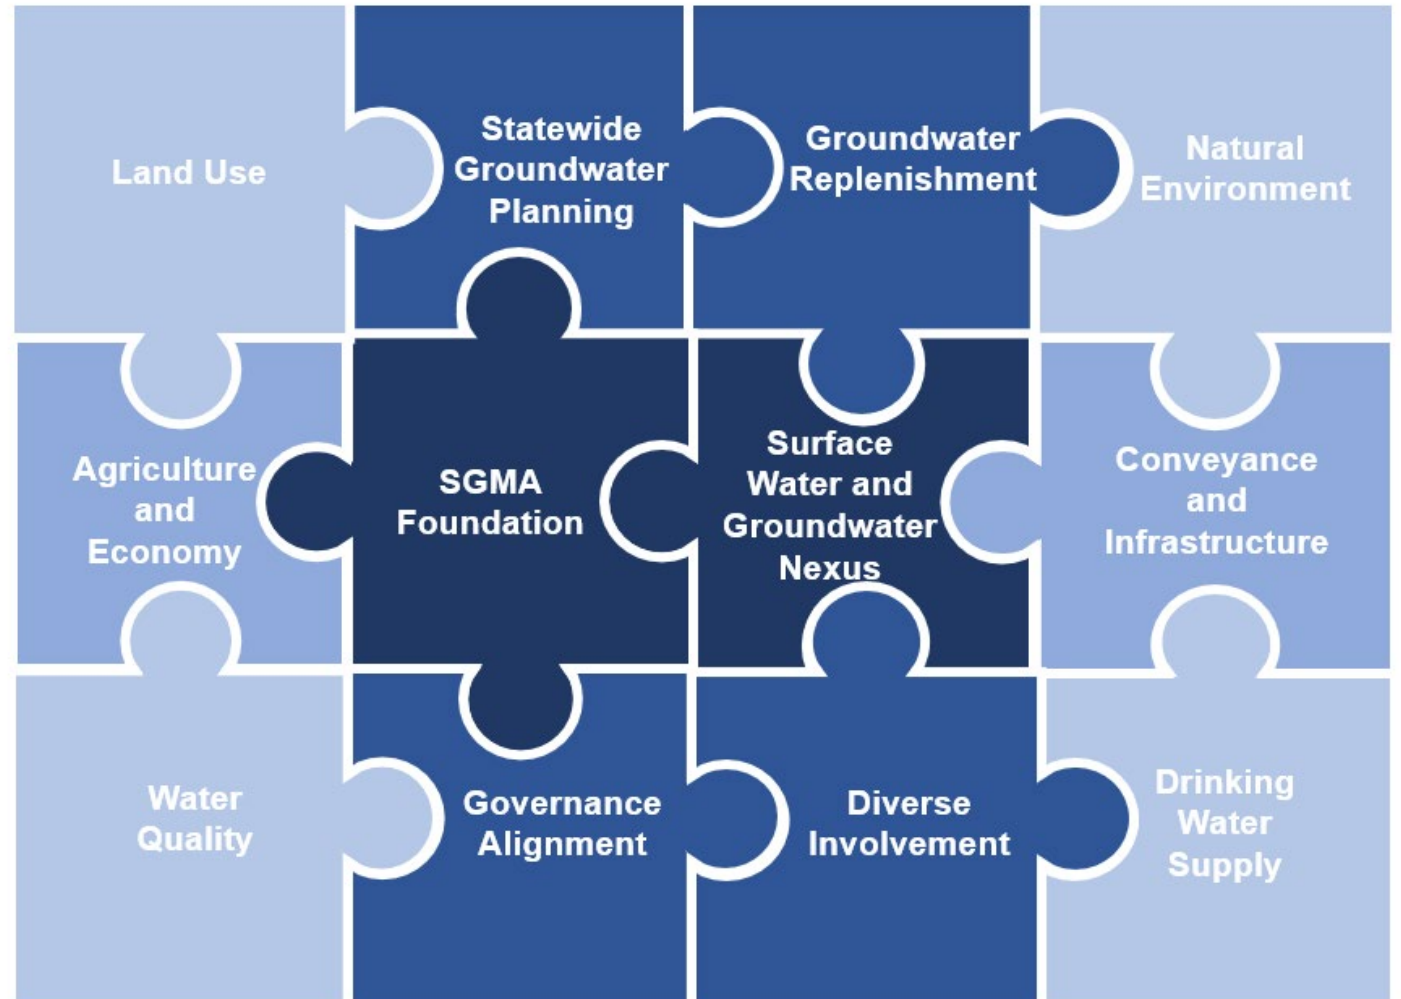 Land Use
Statewide
Groundwater
Planning
Groundwater
Replenishment
Natural
Environment
Agriculture
and
Economy
SGMA
Foundation
Surface
Water and
Groundwater
Nexus
Conveyance
and
Infrastructure
Water
Quality
Governance
Alignment
Diverse
Involvement
Drinking
Water
Supply